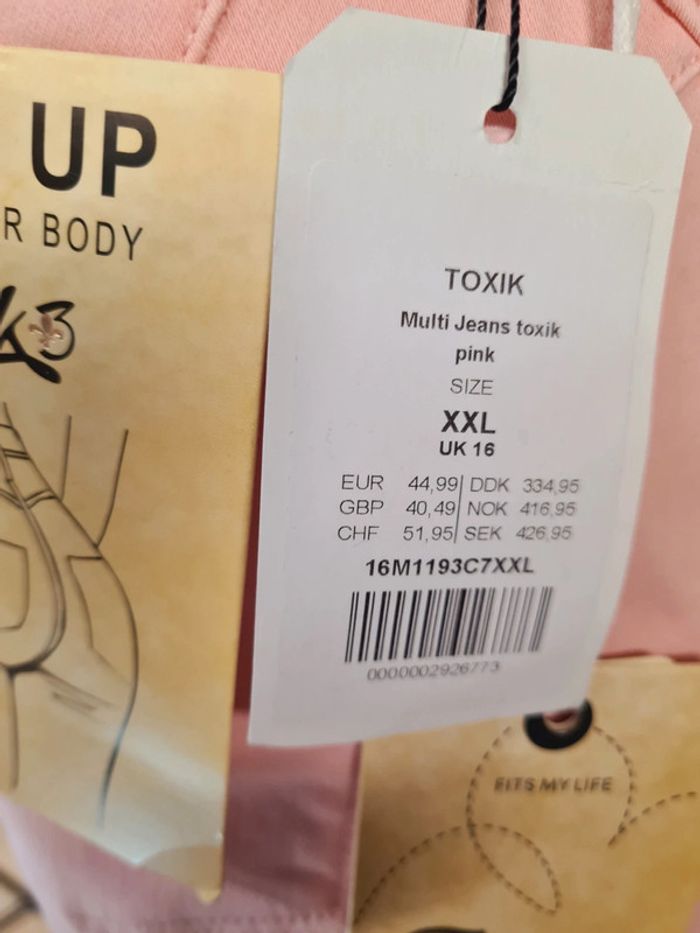 UP
R BODY
TOXIK
Multi Jeans toxik
pink
SIZE
XXL
UK 16
EUR 44,99 DDK 334,95
GBP 40,49 NOK 416,95
CHF 51,95 SEK 426,95
16M1193C7XXL
0000002926773
FITS MY LIFE